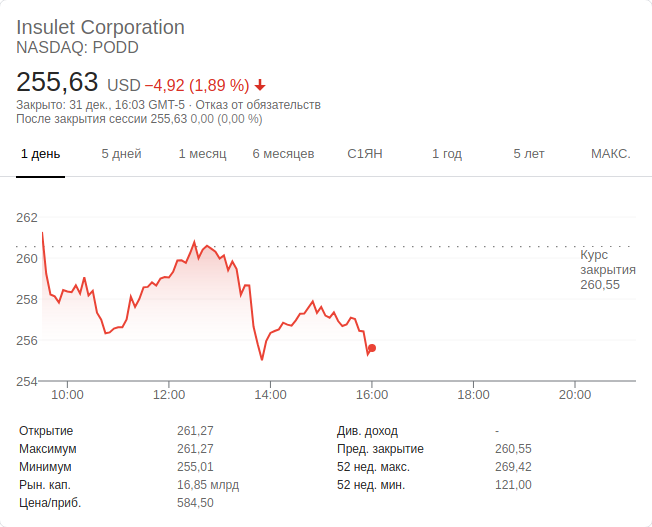 Insulet Corporation
NASDAQ: PODD
255,63 USD −4,92 (1,89 %)
Закрыто: 31 дек., 16:03 GMT-5 · Отказ от обязательств
После закрытия сессии 255,63 0,00 (0,00 %)
1 день 5 дней 1 месяц 6 месяцев С1ЯН 1 год 5 лет МАКС.
262
260
258
256
254
Курс
закрытия
260,55
10:00 12:00 14:00 16:00 18:00 20:00
Открытие 261,27 Див. доход -
Максимум 261,27 Пред. закрытие 260,55
Минимум 255,01 52 нед. макс. 269,42
Рын. кап. 16,85 млрд 52 нед. мин. 121,00
Цена/приб. 584,50